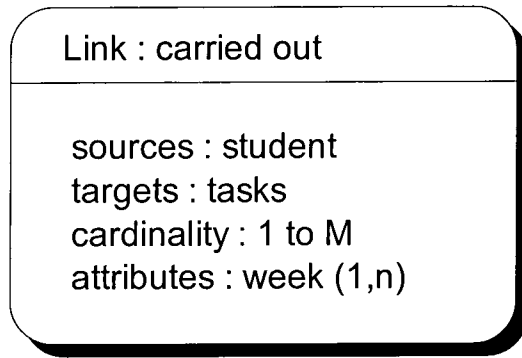 Link : carried out
sources : student
targets : tasks
cardinality : 1 to M
attributes : week (1,n)